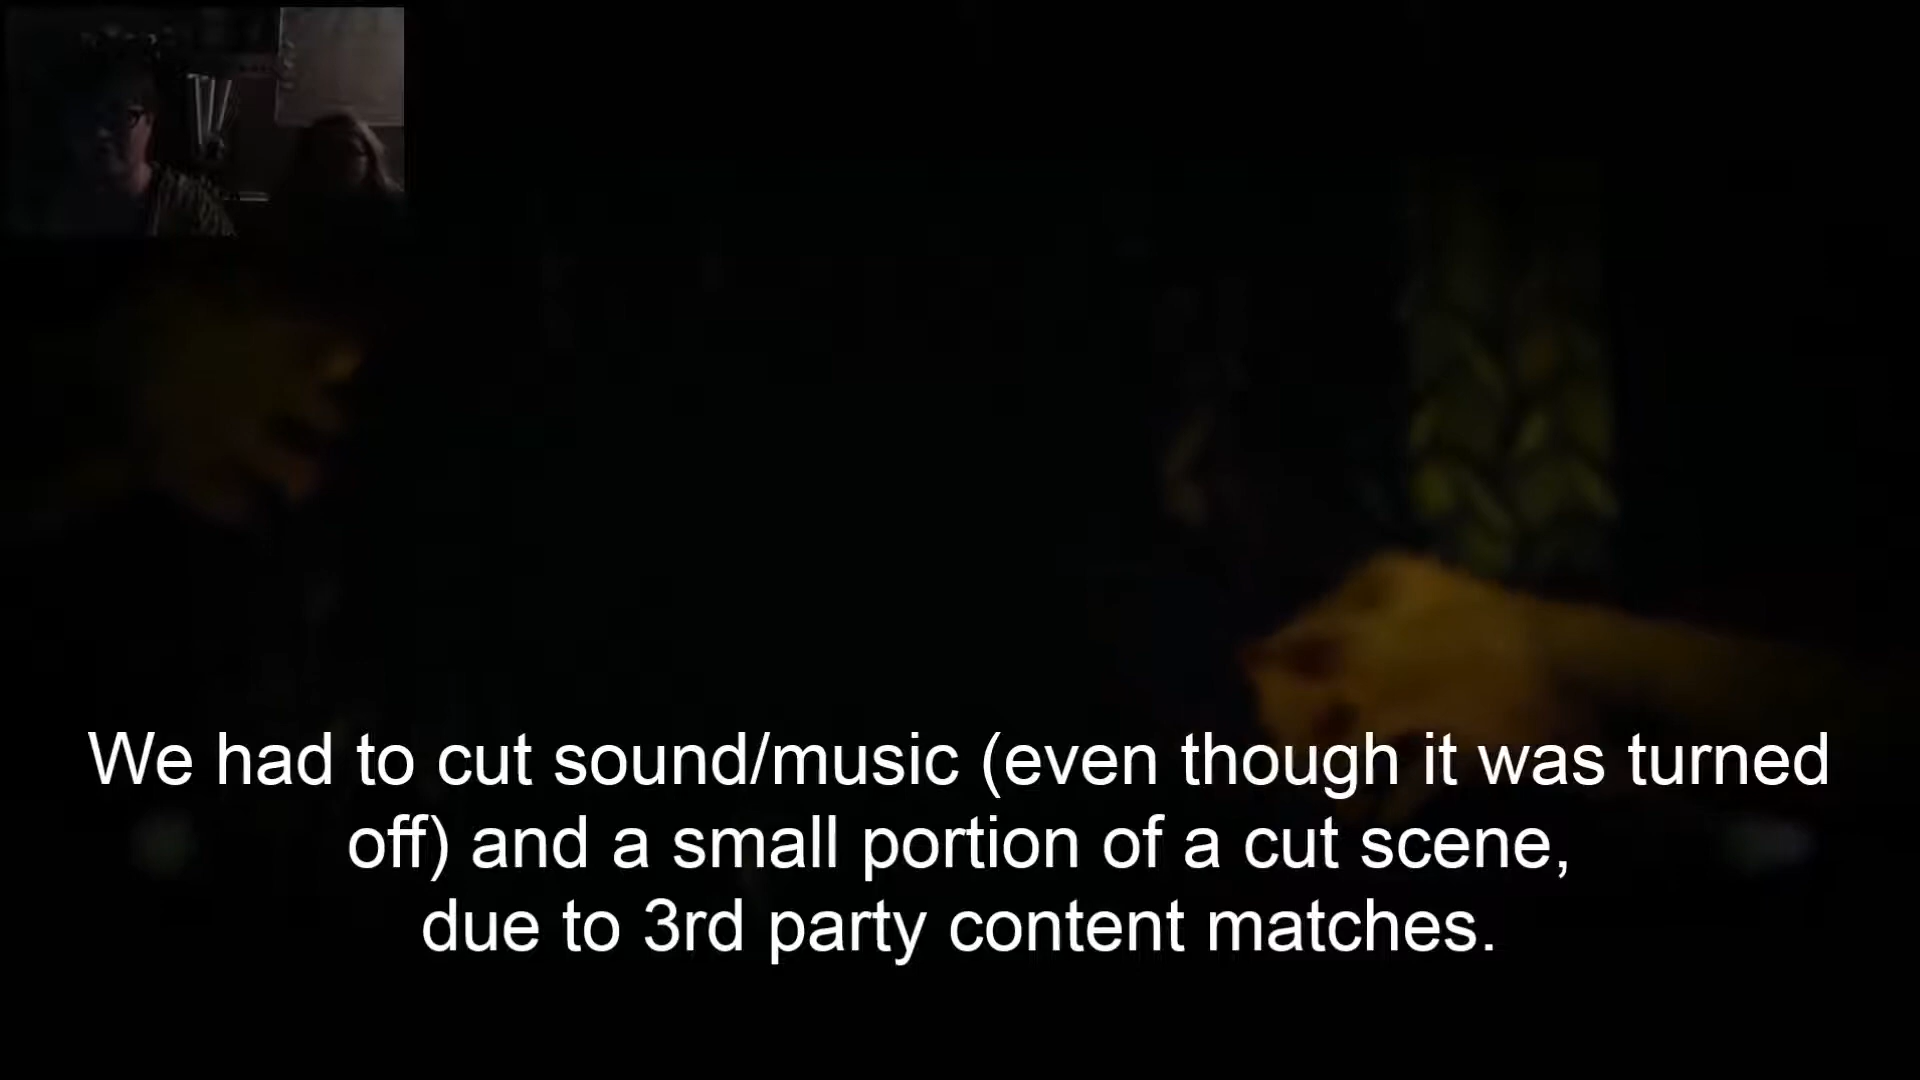 We had to cut sound/music (even though it was turned
off) and a small portion of a cut scene,
due to 3rd party content matches.